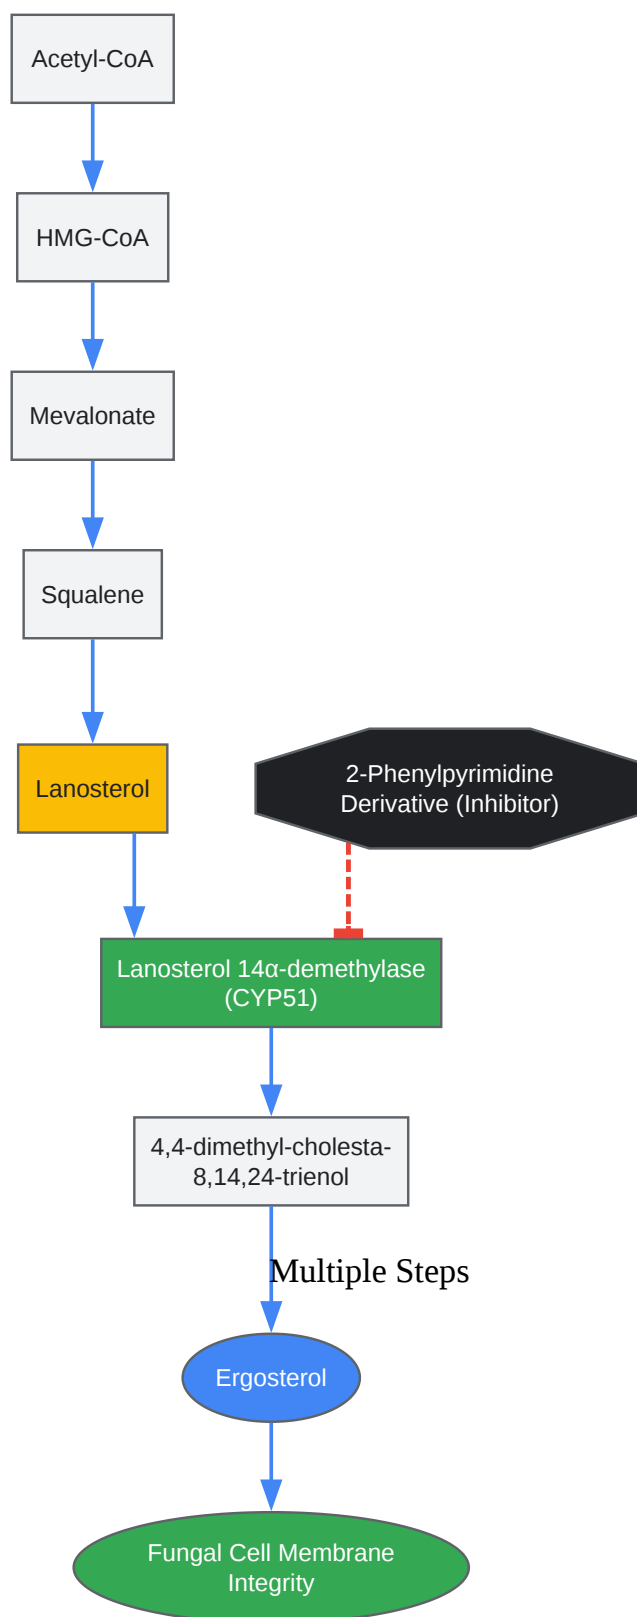 Acetyl-CoA
HMG-CoA
Mevalonate
Squalene
Lanosterol
2-Phenylpyrimidine
Derivative (Inhibitor)
Lanosterol 14α-demethylase
(CYP51)
4,4-dimethyl-cholesta-
8,14,24-trienol
Multiple Steps
Ergosterol
Fungal Cell Membrane
Integrity